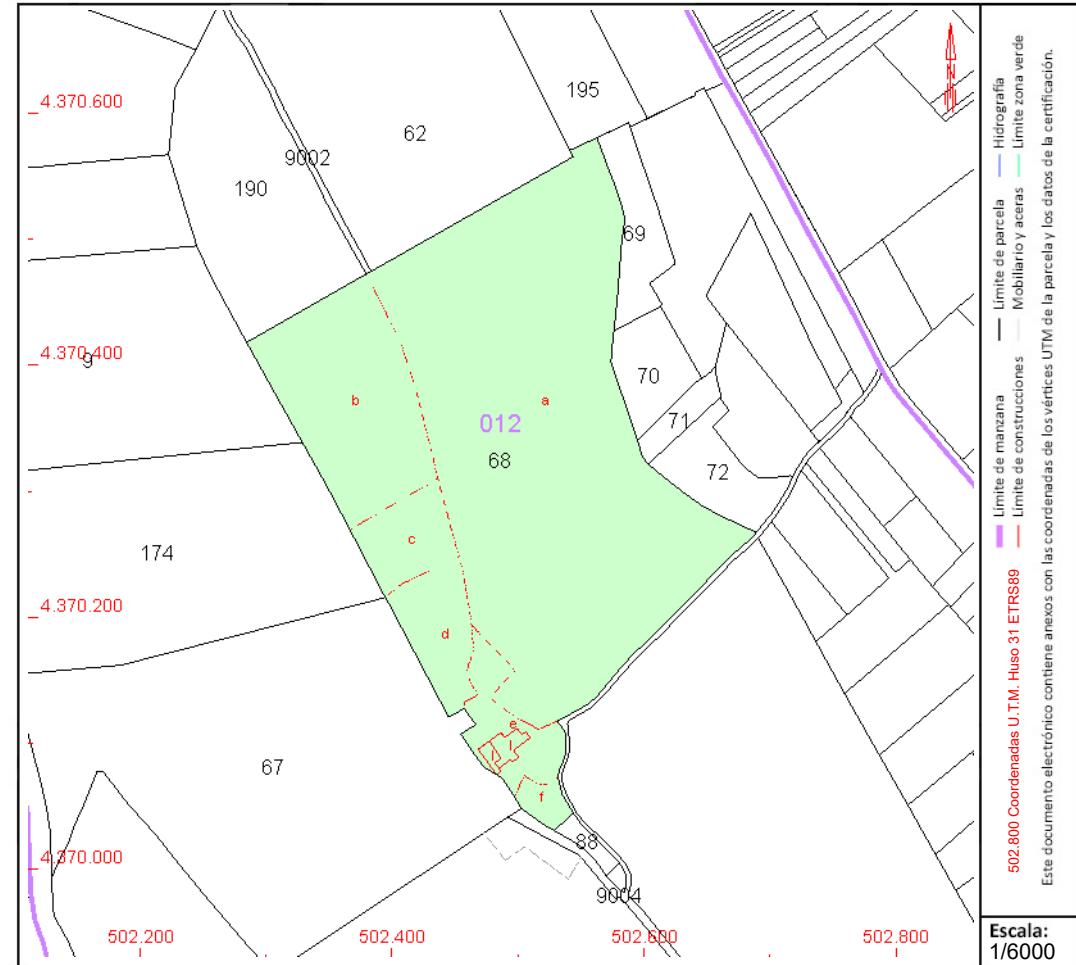 4.370.600
195
62
9002
190
69
4.370.400
9
70
b
a
012
71
68
72
c
174
4.370.200
d
e
I
I
67
f
88
4.370.000
9004
502.200
502.400
502.600
502.800
N
502.800 Coordenadas U.T.M. Huso 31 ETRS89
Límite de manzana
Límite de parcela
Hidrografía
Límite de construcciones
Mobiliario y aceras
Límite zona verde
Este documento electrónico contiene anexos con las coordenadas de los vértices UTM de la parcela y los datos de la certificación.
Escala:
1/6000